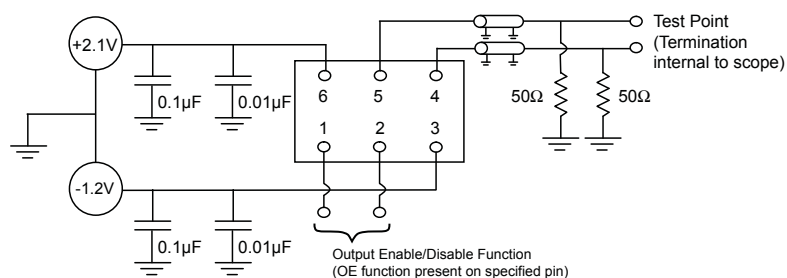 +2.1V
0.1µF
0.01µF
6
5
4
1
2
3
Test Point
(Termination
internal to scope)
50Ω
50Ω
-1.2V
0.1µF
0.01µF
Output Enable/Disable Function
(OE function present on specified pin)